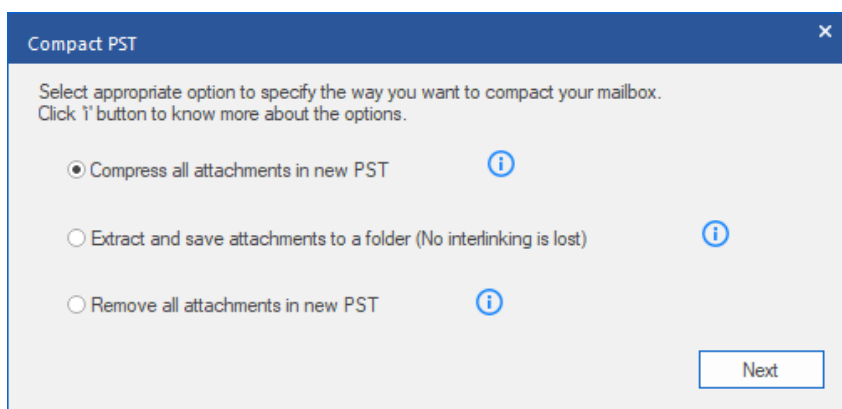 Compact PST
Select appropriate option to specify the way you want to compact your mailbox.
Click 'i' button to know more about the options.
Compress all attachments in new PST
Extract and save attachments to a folder (No interlinking is lost)
Remove all attachments in new PST
Next